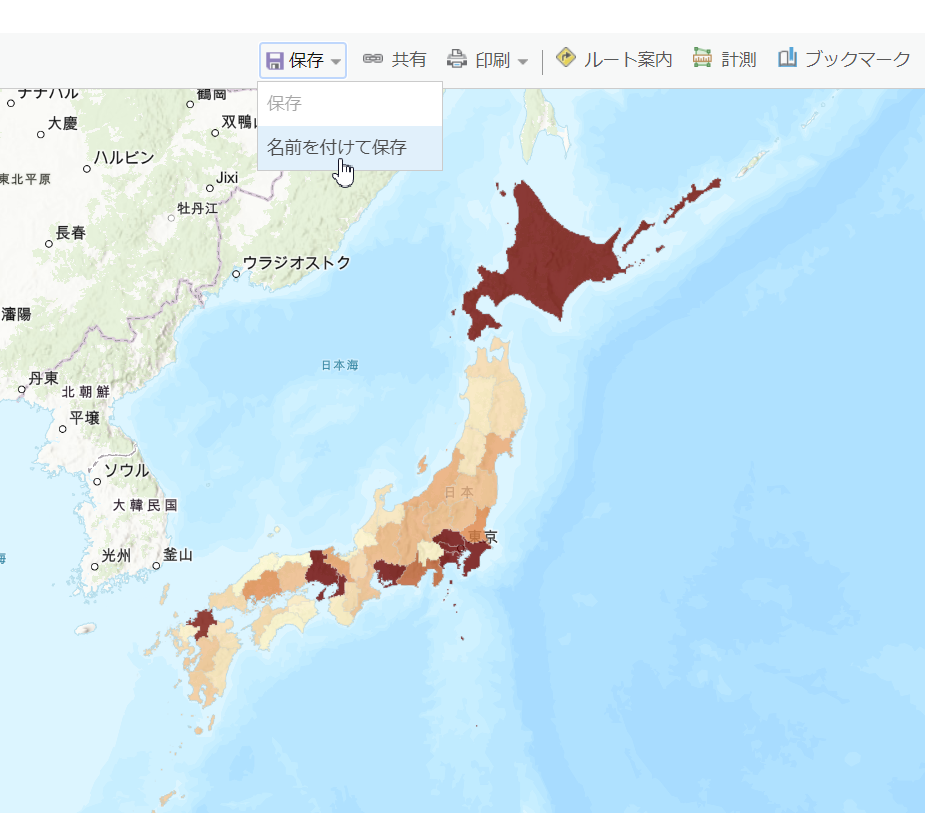 保存
共有
印刷
ルート案内
計測
ブックマーク
保存
名前を付けて保存
チチハル
鶴岡
大慶
双鴨
ハルビン
東北平原
Jixi
牡丹江
長春
ウラジオストク
瀋陽
日本海
丹東
北朝鮮
平壌
ソウル
日本
大韓民国
東京
光州
釜山
海